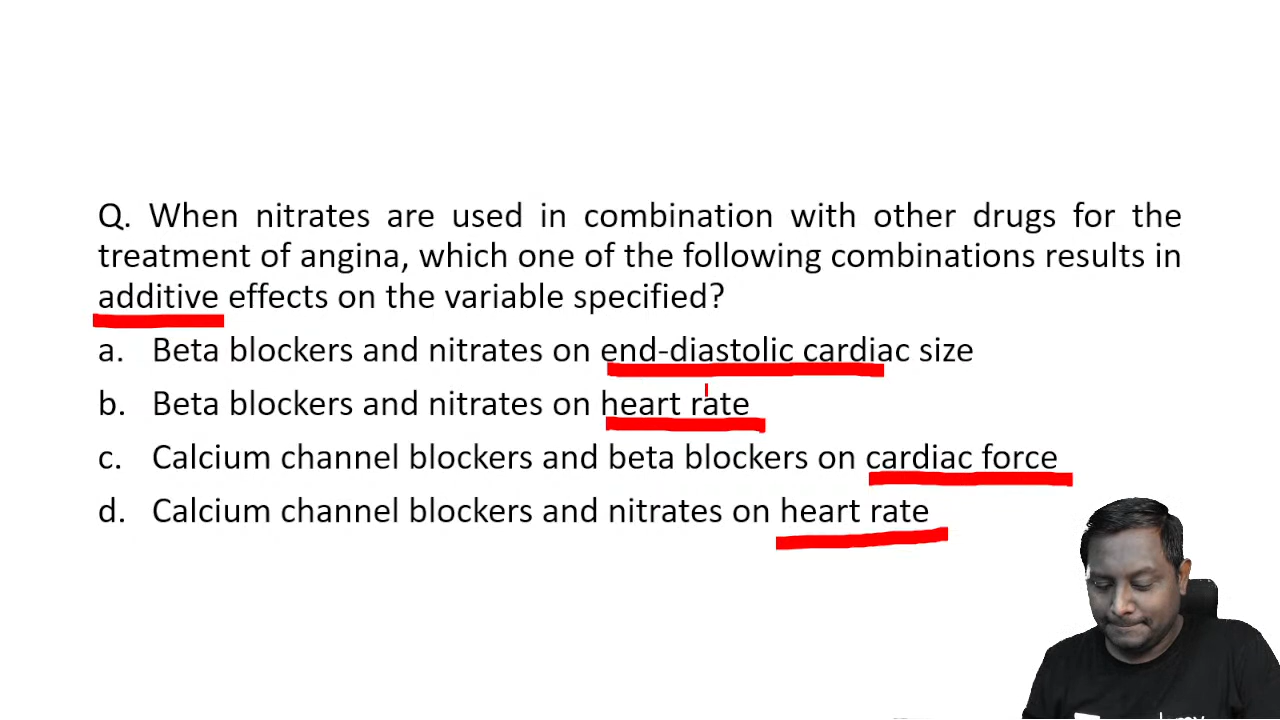 Q. When nitrates are used in combination with other drugs for the
treatment of angina, which one of the following combinations results in
additive effects on the variable specified?
a. Beta blockers and nitrates on end-diastolic cardiac size
b. Beta blockers and nitrates on heart rate
c. Calcium channel blockers and beta blockers on cardiac force
d. Calcium channel blockers and nitrates on heart rate